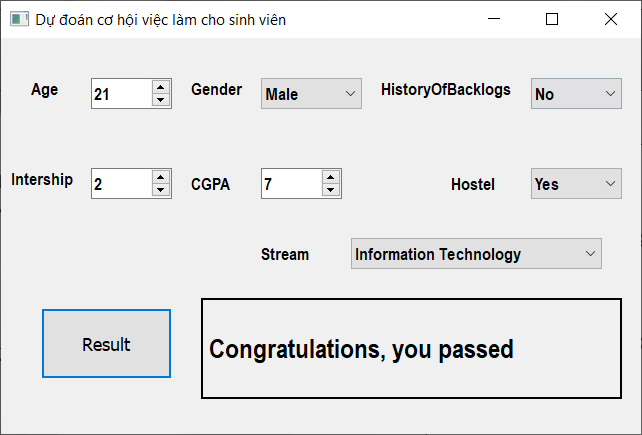 Dự đoán cơ hội việc làm cho sinh viên
Age 21 Gender Male HistoryOfBacklogs No
Intership 2 CGPA 7 Hostel Yes
Stream Information Technology
Result Congratulations, you passed